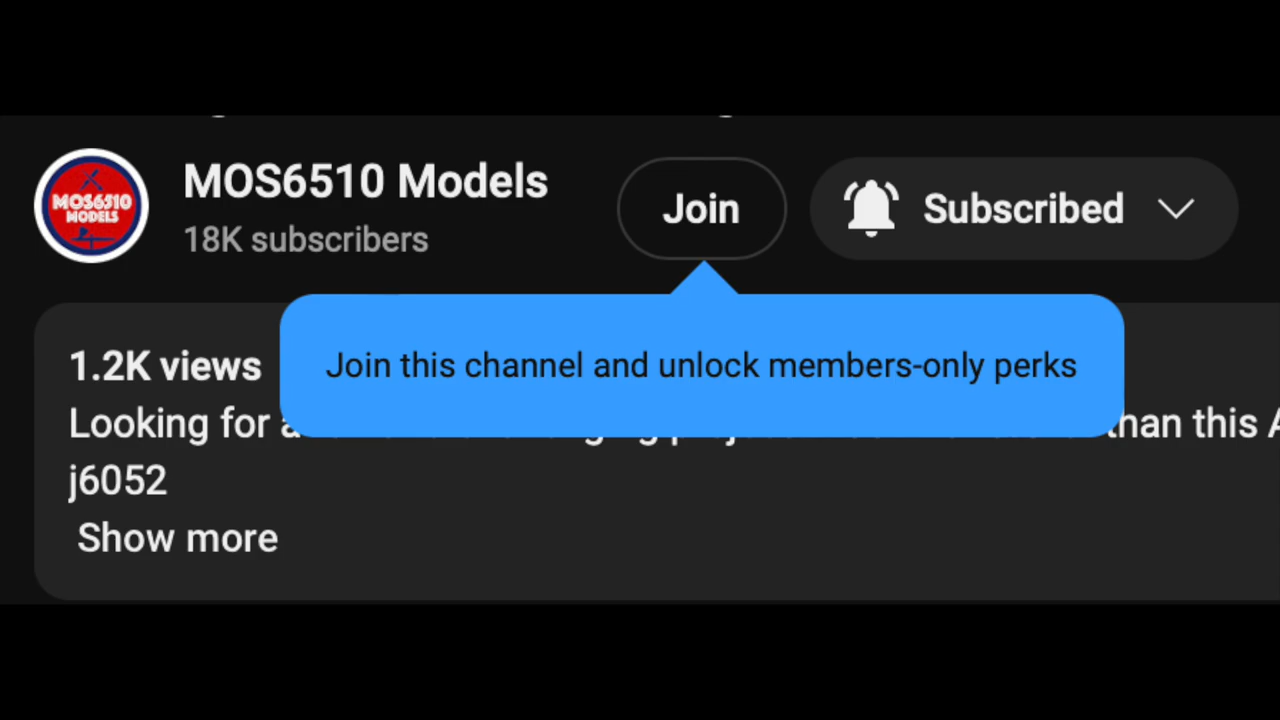 MOS6510
MODELS
MOS6510 Models
18K subscribers
Join
Subscribed
Join this channel and unlock members-only perks
1.2K views
Looking for than this
j6052
Show more